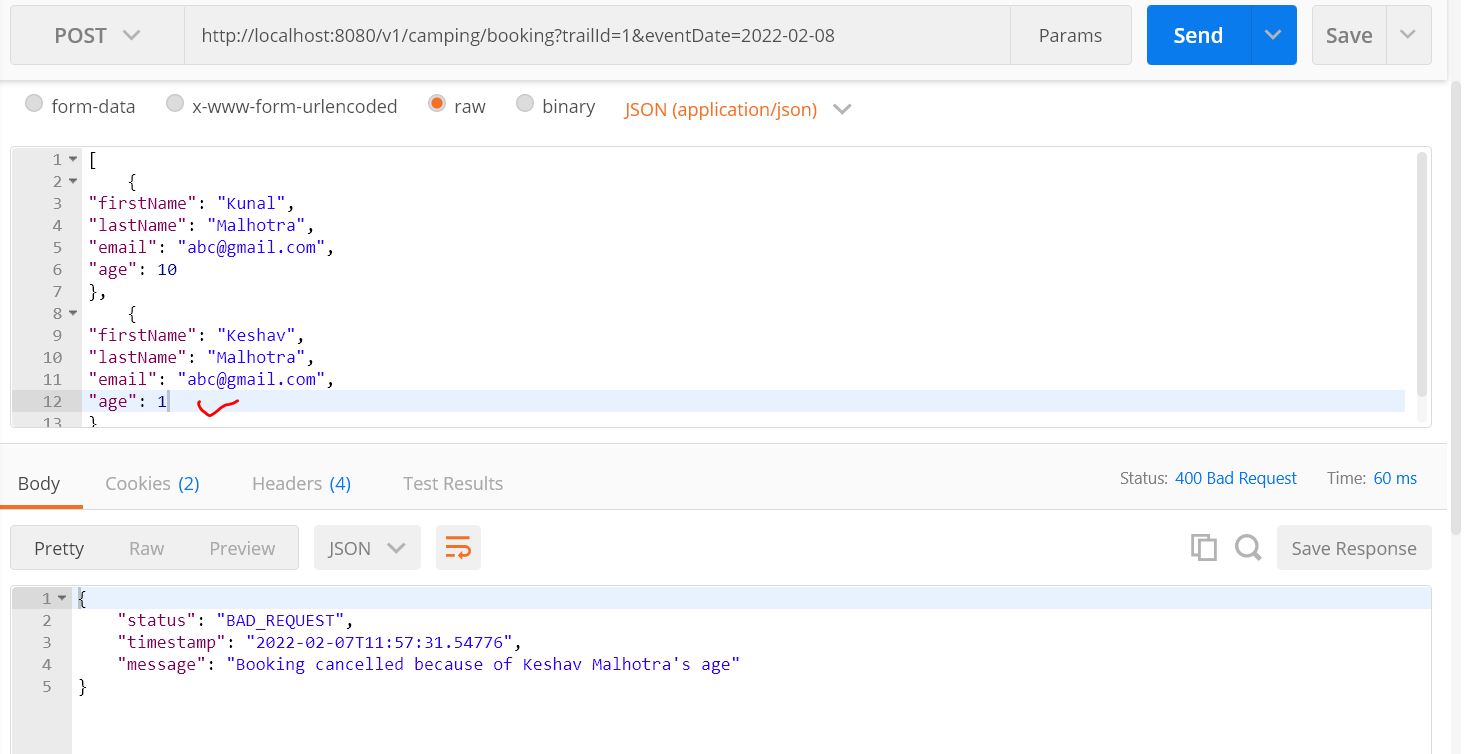 POST http://localhost:8080/v1/camping/booking?trailId=1&eventDate=2022-02-08 Params Send Save
form-data x-www-form-urlencoded raw binary JSON (application/json)
1 [
2 {
3 "firstName": "Kunal",
4 "lastName": "Malhotra",
5 "email": "abc@gmail.com",
6 "age": 10
7 },
8 {
9 "firstName": "Keshav",
10 "lastName": "Malhotra",
11 "email": "abc@gmail.com",
12 "age": 1
13 }
Body Cookies (2) Headers (4) Test Results Status: 400 Bad Request Time: 60 ms
Pretty Raw Preview JSON Save Response
1 {
2 "status": "BAD_REQUEST",
3 "timestamp": "2022-02-07T11:57:31.54776",
4 "message": "Booking cancelled because of Keshav Malhotra's age"
5 }